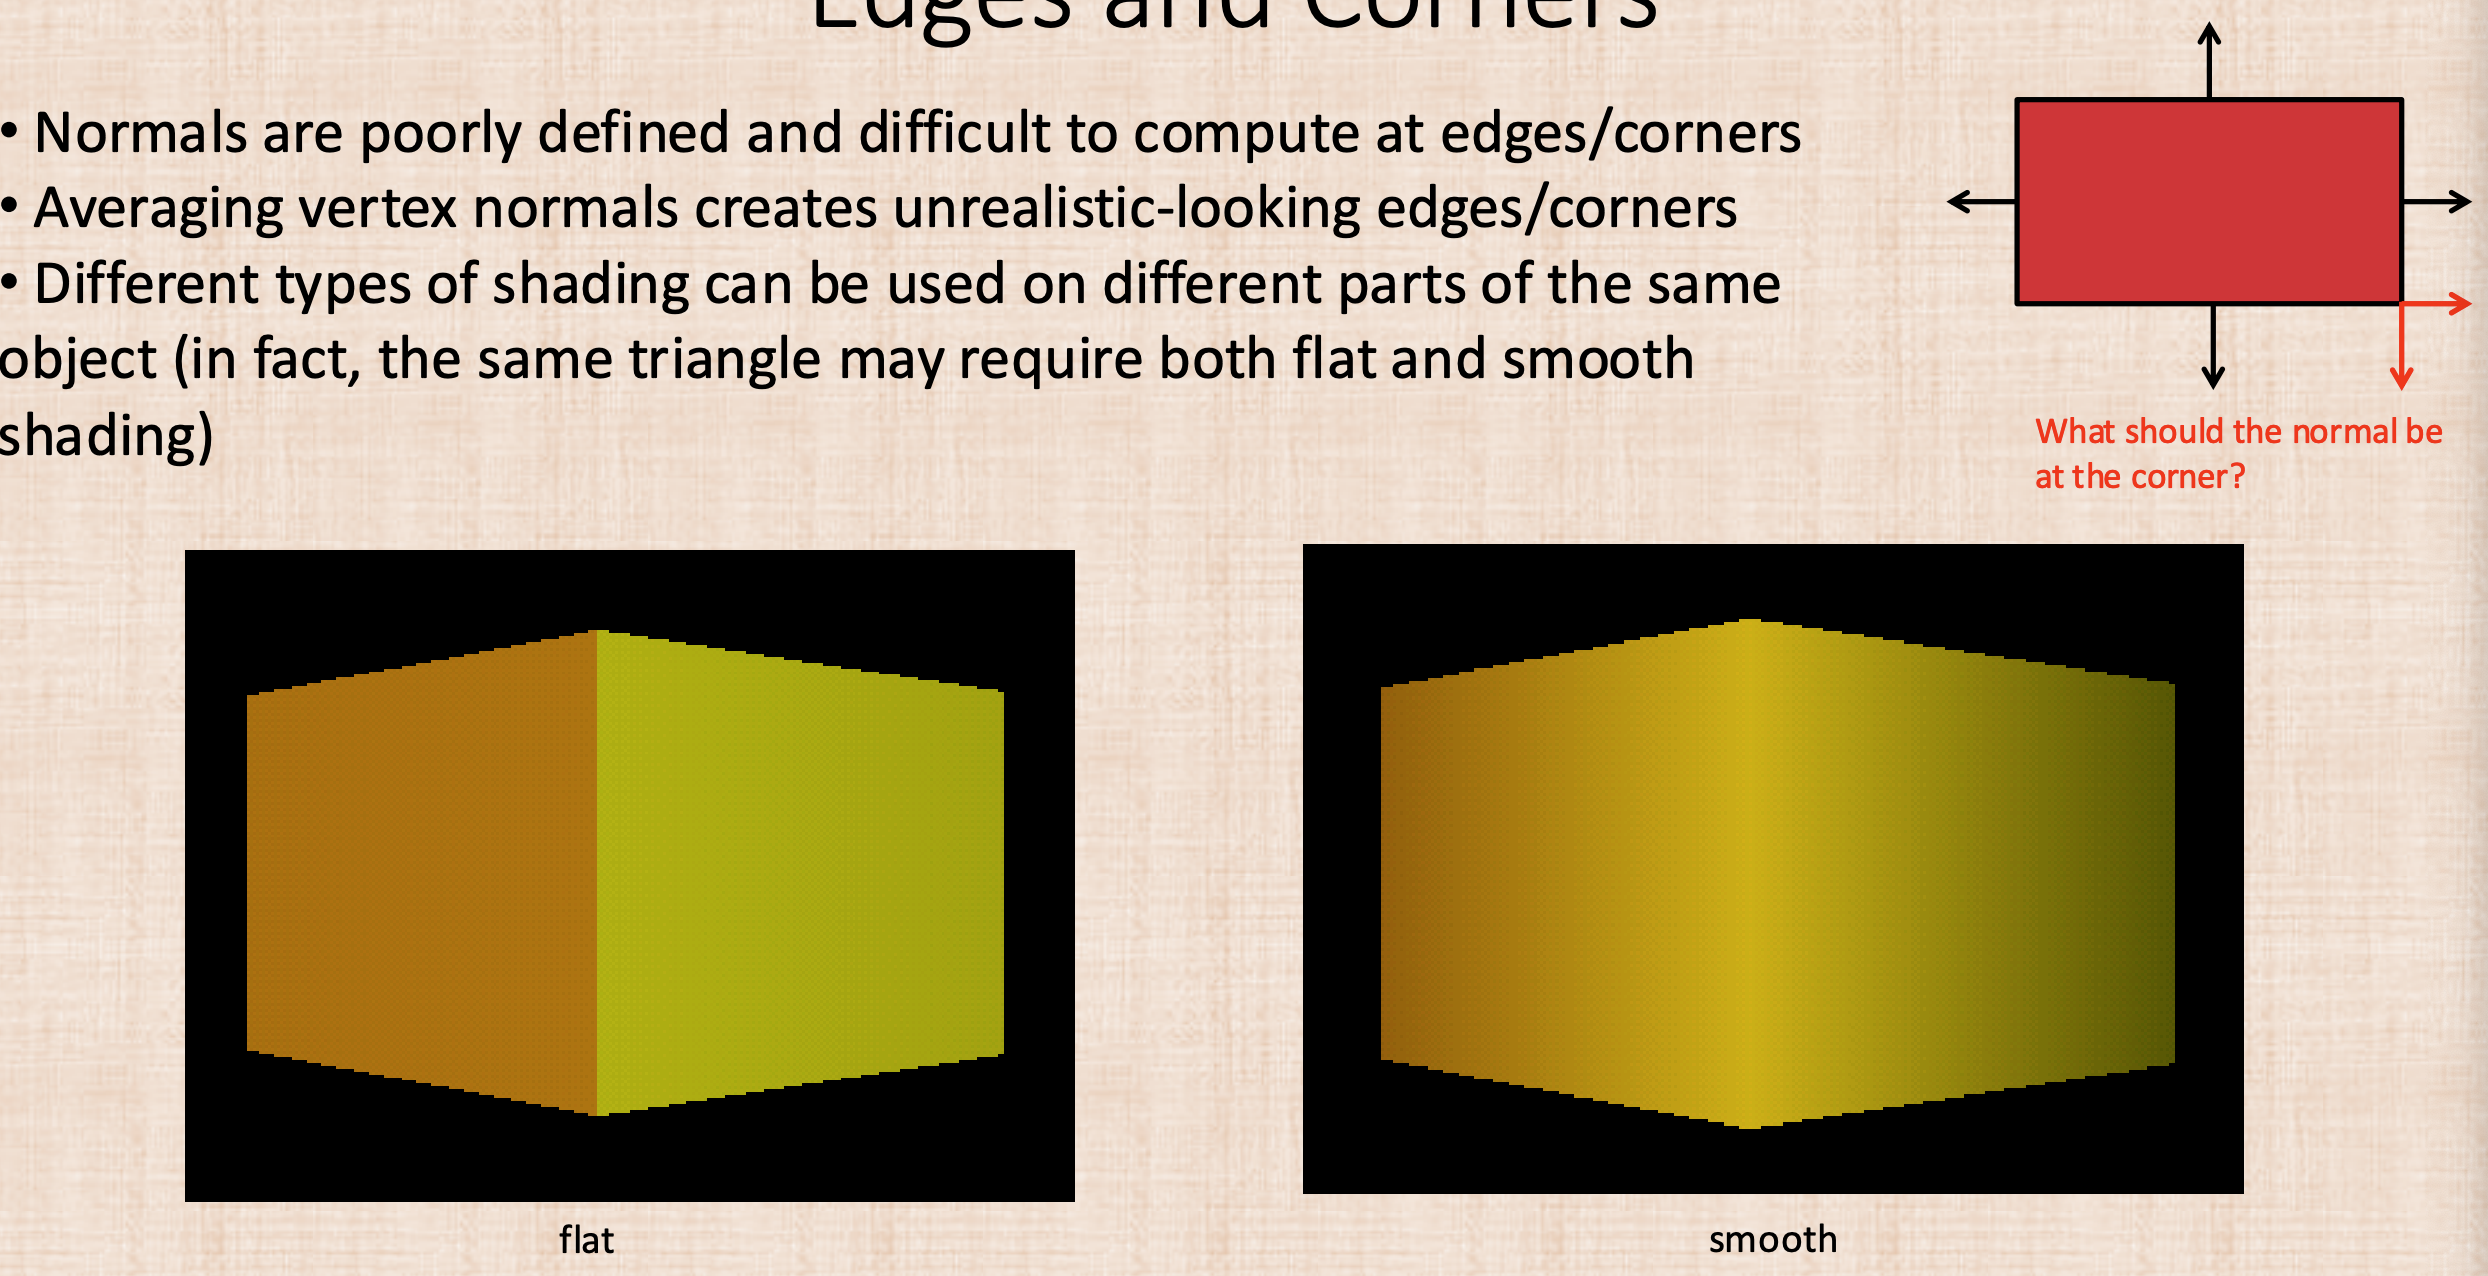 Edges and Corners
• Normals are poorly defined and difficult to compute at edges/corners
• Averaging vertex normals creates unrealistic-looking edges/corners
• Different types of shading can be used on different parts of the same
object (in fact, the same triangle may require both flat and smooth
shading)
What should the normal be
at the corner?
flat
smooth